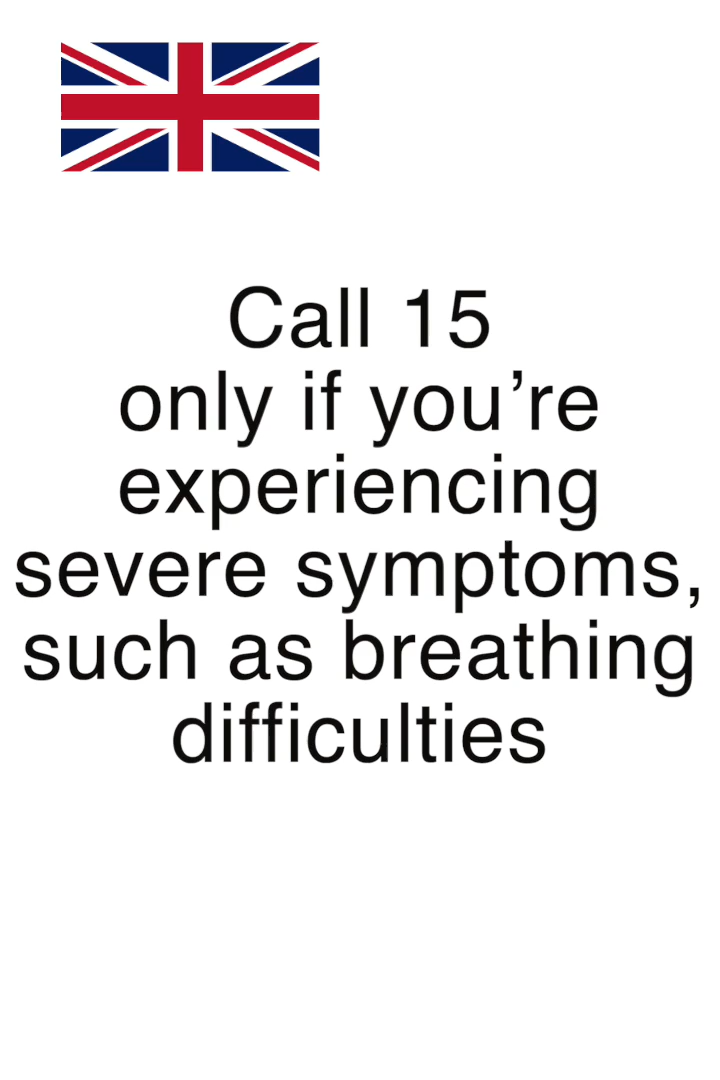 Call 15
only if you’re
experiencing
severe symptoms,
such as breathing
difficulties